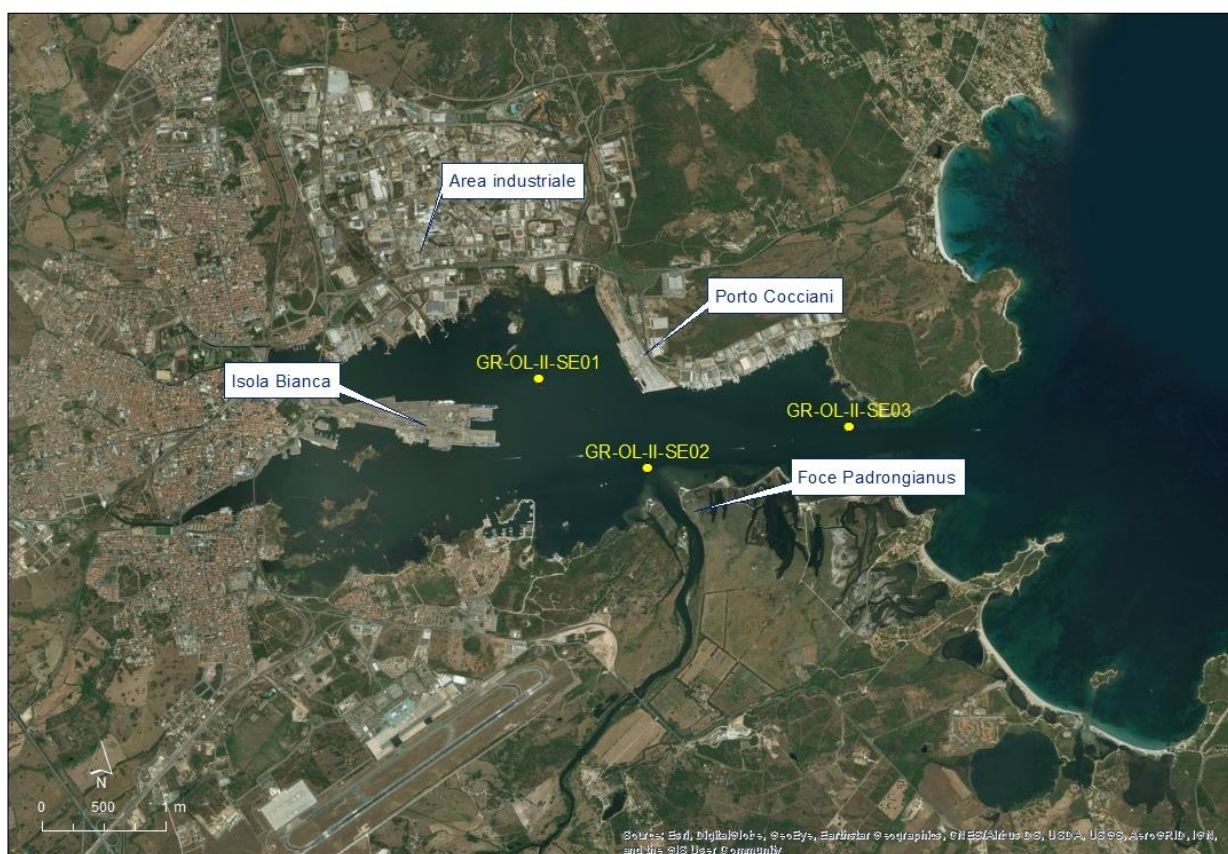 Area industriale
Porto Cocciani
GR-OL-II-SE01
Isola Bianca
GR-OL-II-SE03
GR-OL-II-SE02
Foce Padrongianus
N
0 500 1 m
Source: Esri, DigitalGlobe, GeoEye, Earthstar Geographics, CNES/Airbus DS, USDA, USGS, AeroGRID, IGN,
and the GIS User Community